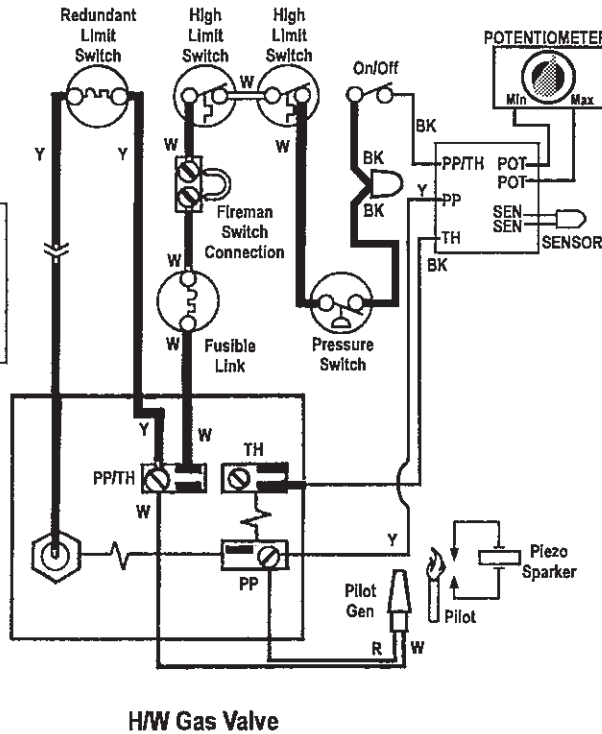 Redundant
Limit
Switch
High
Limit
Switch
High
Limit
Switch
POTENTIOMETER
On/Off
Min
Max
W
BK
Y
Y
W
W
BK
BK
Y
PP/TH
PP
TH
POT
POT
SEN
SEN
SENSOR
BK
Fireman
Switch
Connection
W
W
Fusible
Link
Pressure
Switch
Y
W
PP/TH
TH
W
Y
PP
Pilot
Gen
Pilot
Piezo
Sparker
R
W
H/W Gas Valve